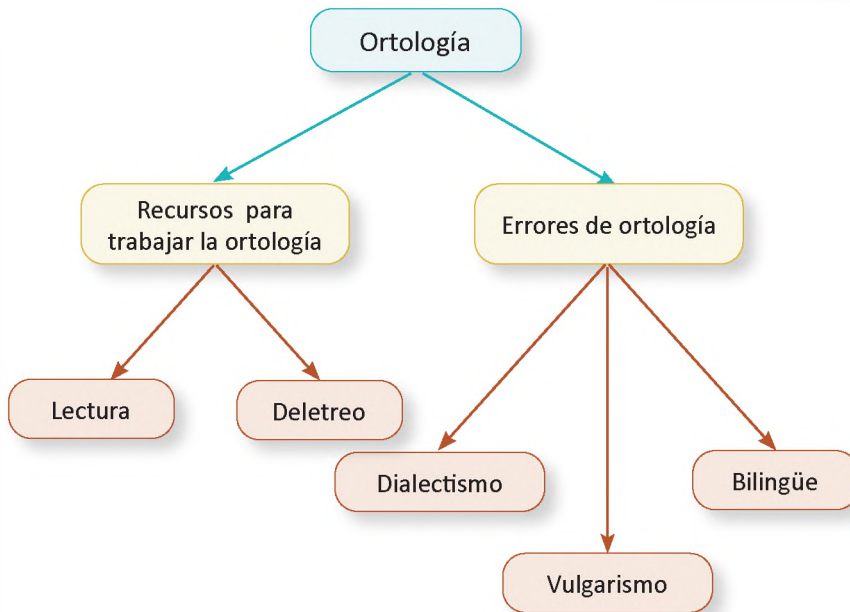 Ortología
Recursos para
trabajar la ortología
Errores de ortología
Lectura
Deletreo
Dialectismo
Bilingüe
Vulgarismo